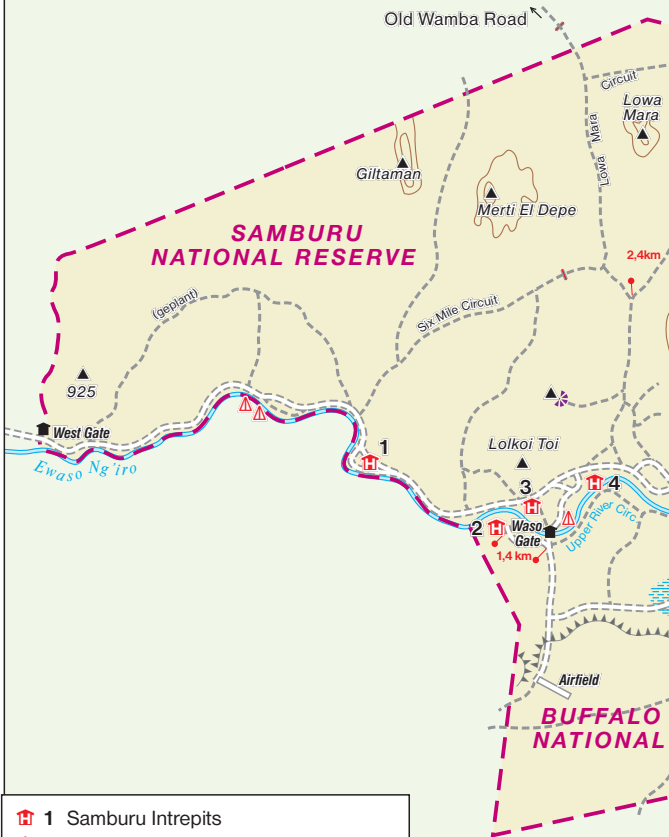 Old Wamba Road
Circuit
Lowa
Mara
Lowa Mara
Giltaman
Merti El Depe
SAMBURU
NATIONAL RESERVE
2,4km
(geplant)
Six Mile Circuit
925
West Gate
Ewaso Ng'iro
1
Lolkoi Toi
3
4
2
Waso
Gate
Upper River Circ.
1,4 km
Airfield
BUFFALO
NATIONAL
1 Samburu Intrepits